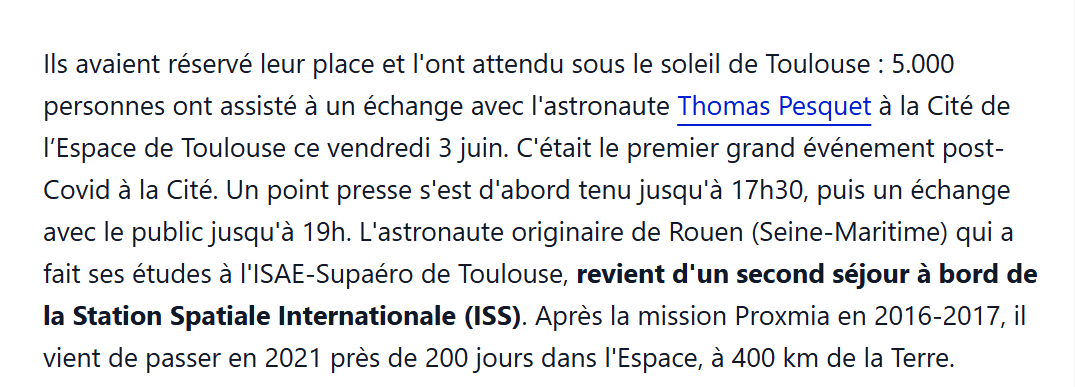 Ils avaient réservé leur place et l'ont attendu sous le soleil de Toulouse : 5.000
personnes ont assisté à un échange avec l'astronaute Thomas Pesquet à la Cité de
l’Espace de Toulouse ce vendredi 3 juin. C'était le premier grand événement post-
Covid à la Cité. Un point presse s'est d'abord tenu jusqu'à 17h30, puis un échange
avec le public jusqu'à 19h. L'astronaute originaire de Rouen (Seine-Maritime) qui a
fait ses études à l'ISAE-Supaéro de Toulouse, revient d'un second séjour à bord de
la Station Spatiale Internationale (ISS). Après la mission Proxmia en 2016-2017, il
vient de passer en 2021 près de 200 jours dans l'Espace, à 400 km de la Terre.